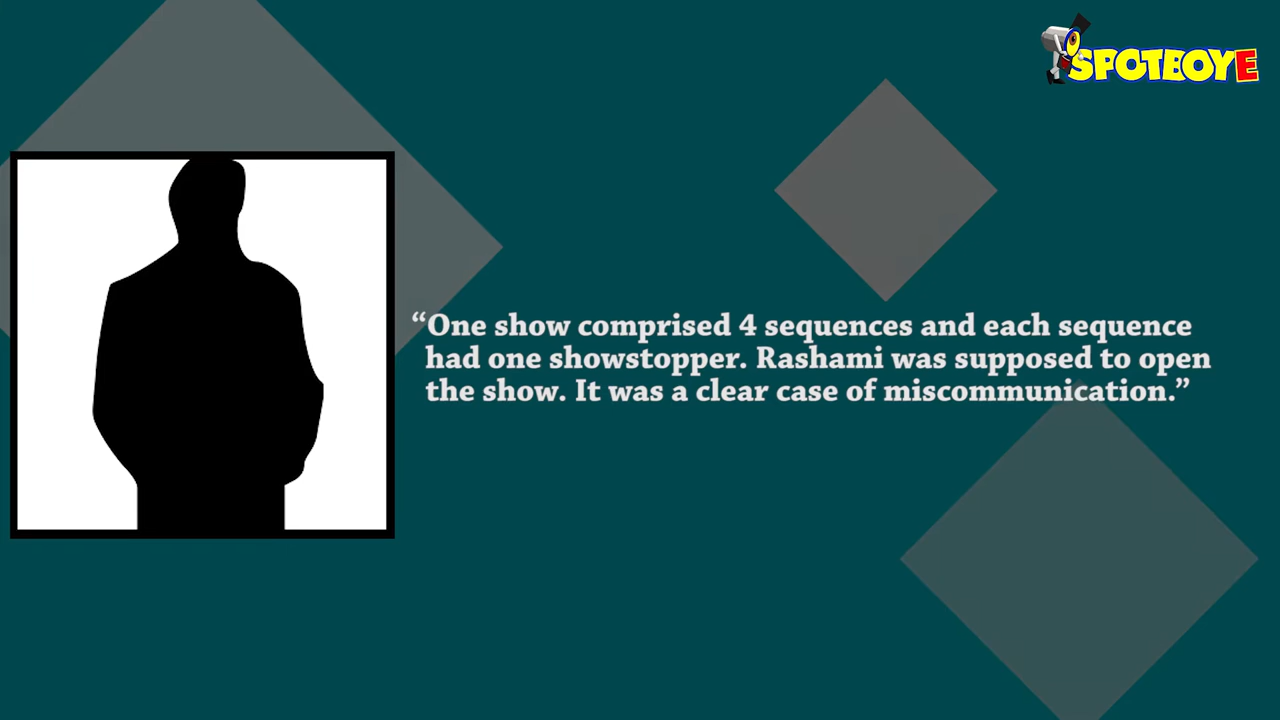 SPOTBOYE
“One show comprised 4 sequences and each sequence
had one showstopper. Rashami was supposed to open
the show. It was a clear case of miscommunication.”